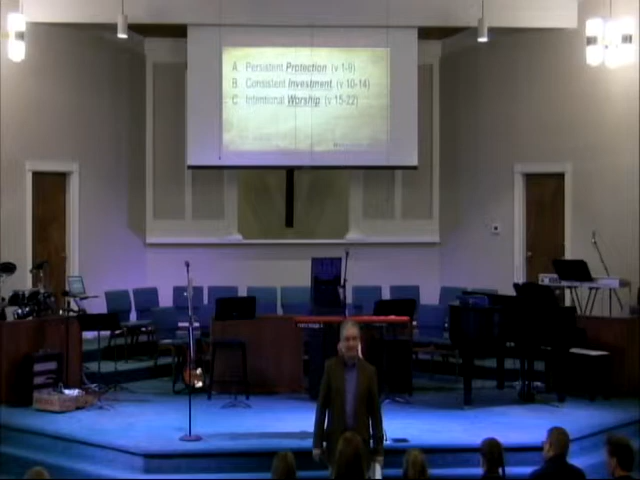 A. Persistent Protection (v 1-9)
B. Consistent Investment (v 10-14)
C. Intentional Worship (v 15-22)